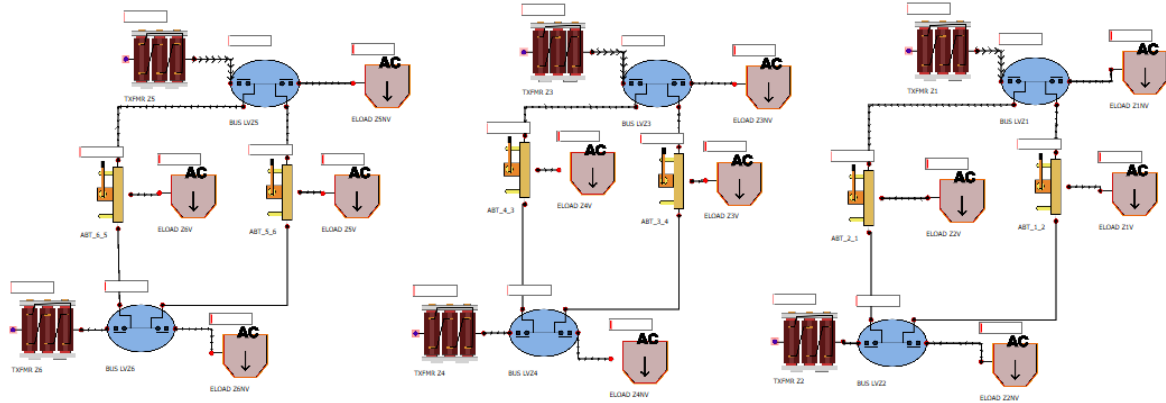 AC
AC
AC
TXFMR Z5
BUS LVZ5
ELOAD Z5NV
TXFMR Z3
BUS LVZ3
ELOAD Z3NV
TXFMR Z1
BUS LVZ1
ELOAD Z1NV
AC
AC
AC
AC
AC
AC
ABT_6_5
ELOAD Z6V
ABT_5_6
ELOAD Z5V
ABT_4_3
ELOAD Z4V
ABT_3_4
ELOAD Z3V
ABT_2_1
ELOAD Z2V
ABT_1_2
ELOAD Z1V
AC
AC
AC
TXFMR Z6
BUS LVZ6
ELOAD Z6NV
TXFMR Z4
BUS LVZ4
ELOAD Z4NV
TXFMR Z2
BUS LVZ2
ELOAD Z2NV